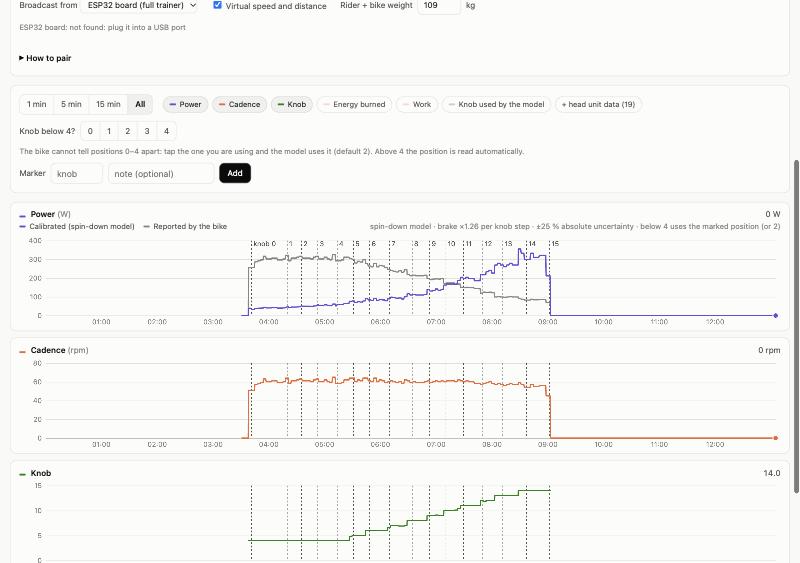 Broadcast from ESP32 board (full trainer) Virtual speed and distance Rider + bike weight 109 kg
ESP32 board: not found: plug it into a USB port
▸ How to pair
1 min 5 min 15 min All Power Cadence Knob Energy burned Work Knob used by the model + head unit data (19)
Knob below 4? 0 1 2 3 4
The bike cannot tell positions 0–4 apart: tap the one you are using and the model uses it (default 2). Above 4 the position is read automatically.
Marker knob note (optional) Add
Power (W) 0 W
Calibrated (spin-down model) Reported by the bike spin-down model · brake ×1.26 per knob step · ±25 % absolute uncertainty · below 4 uses the marked position (or 2)
400 knob 0 1 2 3 4 5 6 7 8 9 10 11 12 13 14 15
300
200
100
0
01:00 02:00 03:00 04:00 05:00 06:00 07:00 08:00 09:00 10:00 11:00 12:00
Cadence (rpm) 0 rpm
80
60
40
20
0
01:00 02:00 03:00 04:00 05:00 06:00 07:00 08:00 09:00 10:00 11:00 12:00
Knob 14.0
15
10
5
0